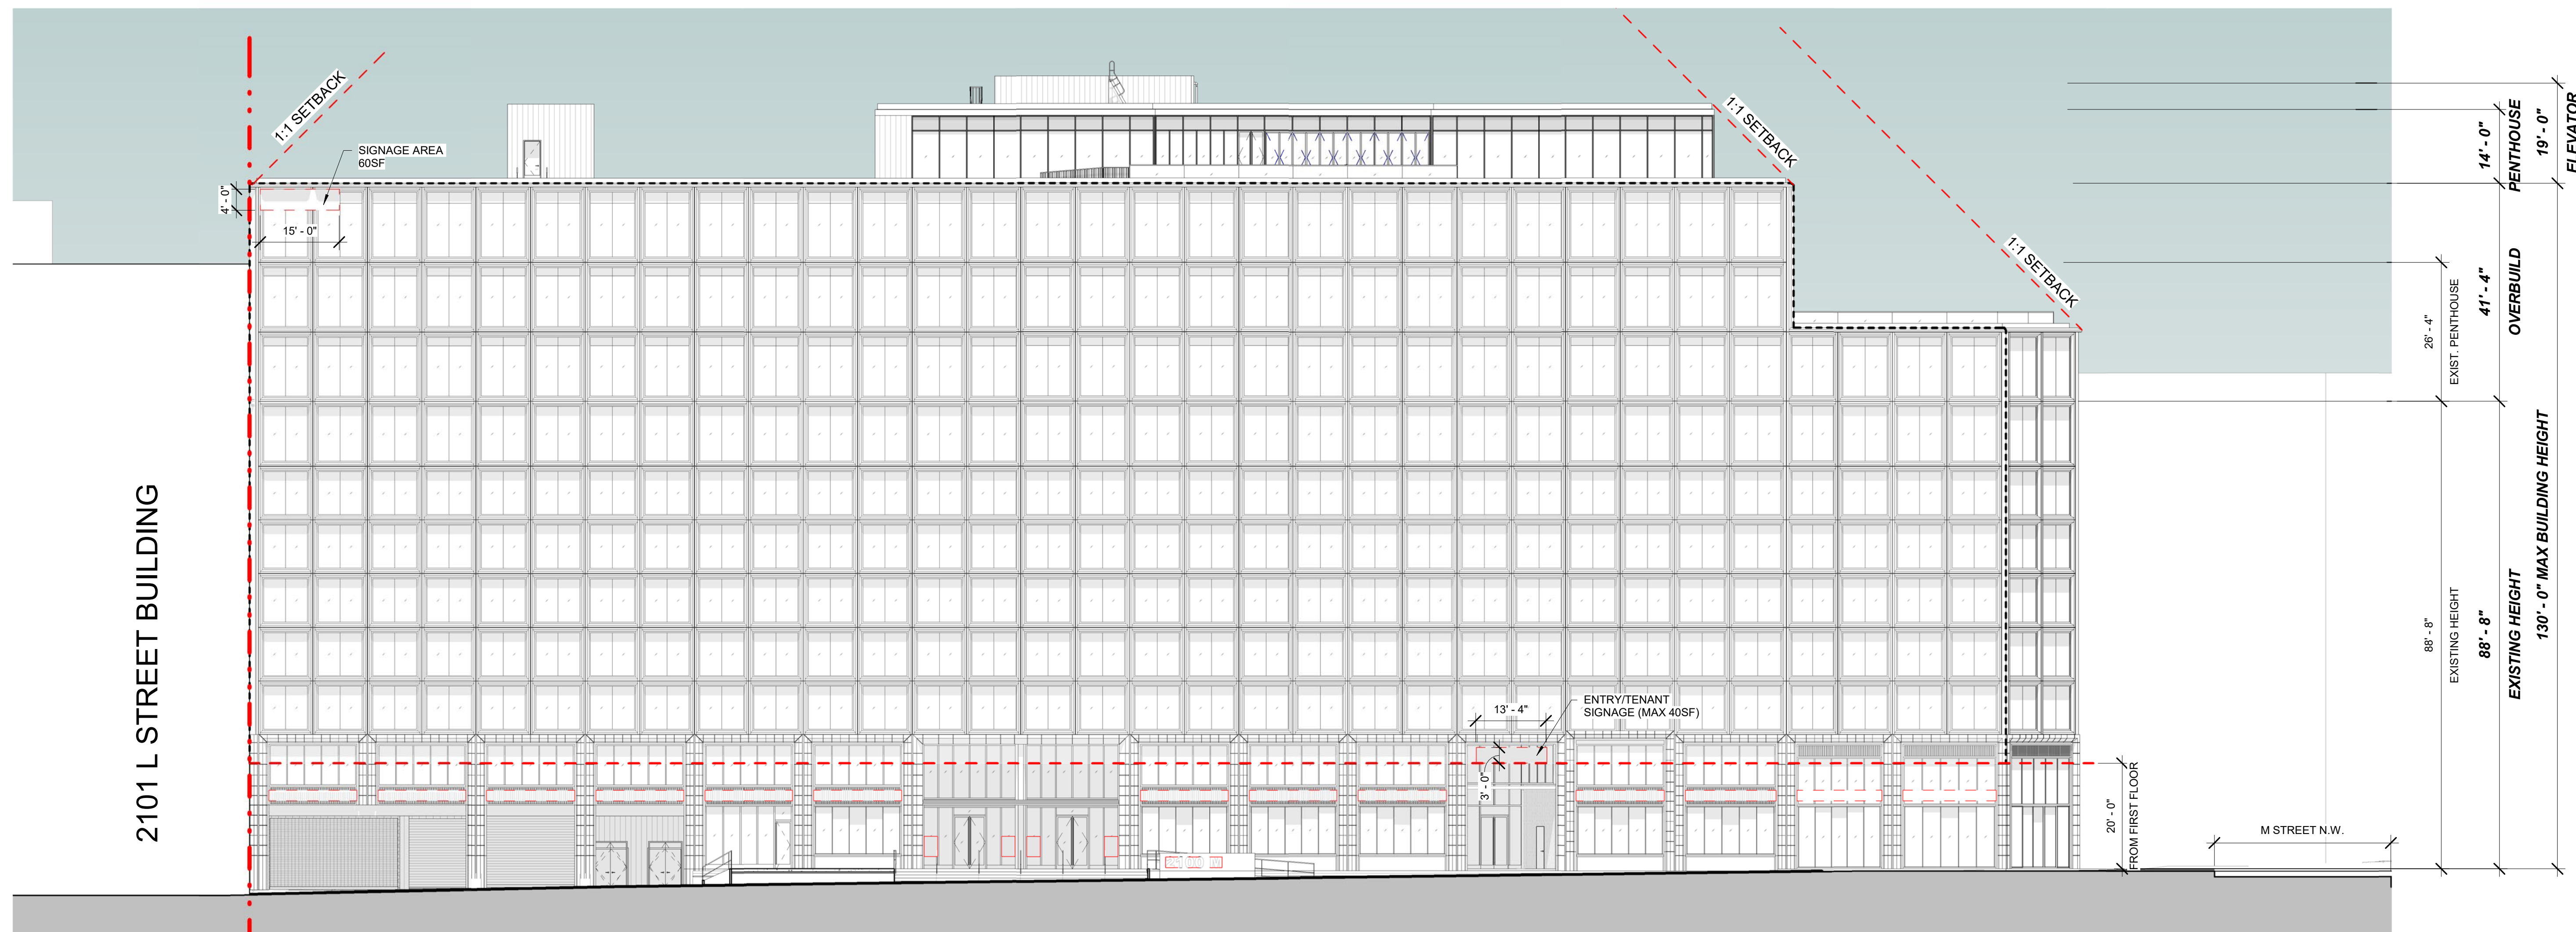 1:1 SETBACK
SIGNAGE AREA
60SF
4' - 0"
15' - 0"
1:1 SETBACK
1:1 SETBACK
2101 L STREET BUILDING
13' - 4"
ENTRY/TENANT
SIGNAGE (MAX 40SF)
3' - 0"
20' - 0"
FROM FIRST FLOOR
M STREET N.W.
26' - 4"
EXIST. PENTHOUSE
88' - 8"
EXISTING HEIGHT
14' - 0"
PENTHOUSE
19' - 0"
ELEVATOR
41' - 4"
OVERBUILD
88' - 8"
EXISTING HEIGHT
130' - 0" MAX BUILDING HEIGHT